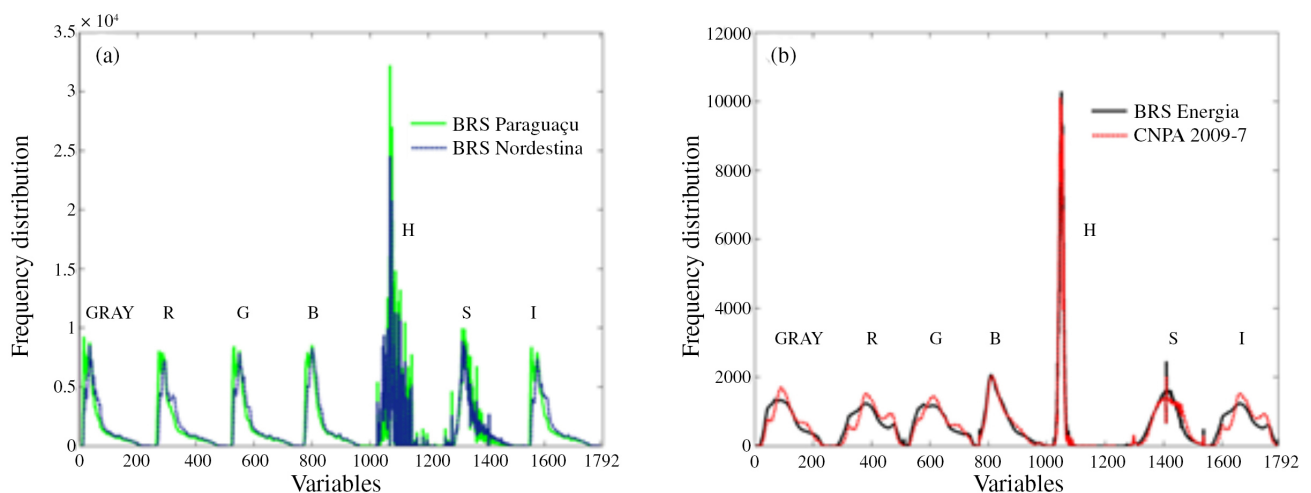 3.5 × 10⁴
(a)
3
2.5
2
1.5
1
0.5
0
Frequency distribution
BRS Paraguaçu
BRS Nordestina
GRAY R G B H S I
0 200 400 600 800 1000 1200 1400 1600 1792
Variables
12000
(b)
10000
8000
6000
4000
2000
0
Frequency distribution
BRS Energia
CNPA 2009-7
GRAY R G B H S I
0 200 400 600 800 1000 1200 1400 1600 1792
Variables